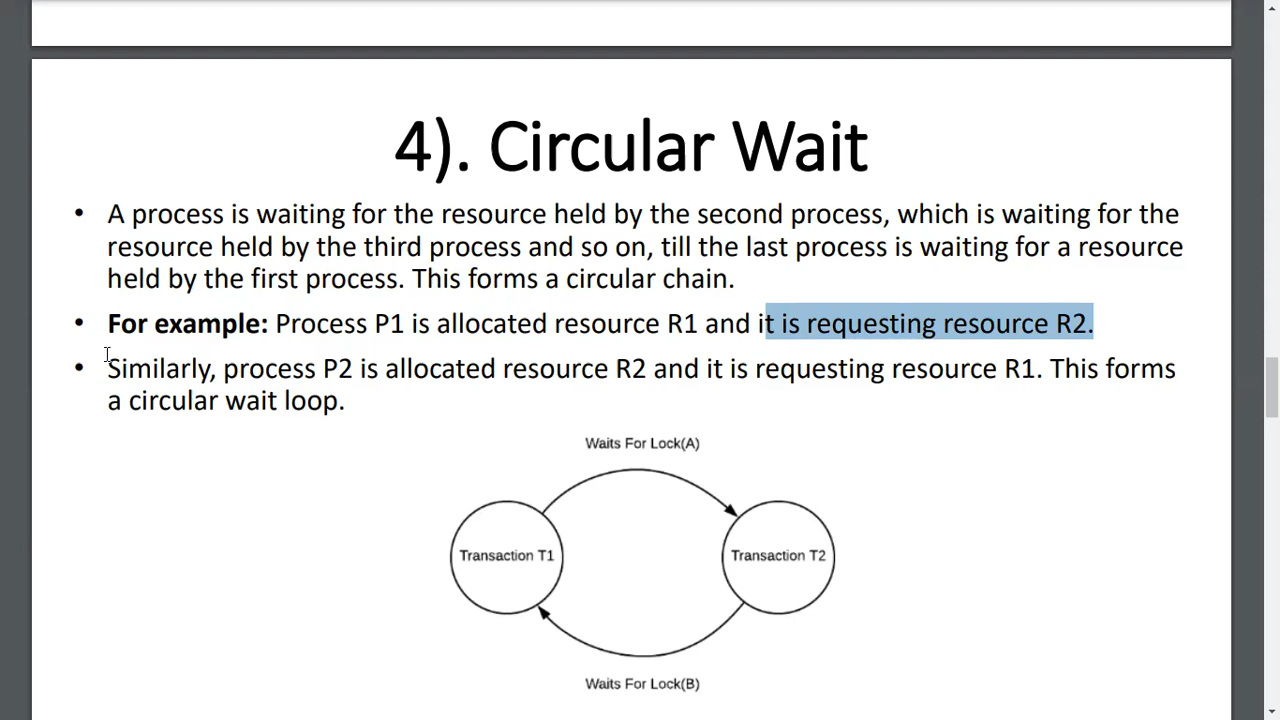 4). Circular Wait
• A process is waiting for the resource held by the second process, which is waiting for the
resource held by the third process and so on, till the last process is waiting for a resource
held by the first process. This forms a circular chain.
• For example: Process P1 is allocated resource R1 and it is requesting resource R2.
• Similarly, process P2 is allocated resource R2 and it is requesting resource R1. This forms
a circular wait loop.
Waits For Lock(A)
Transaction T1
Transaction T2
Waits For Lock(B)